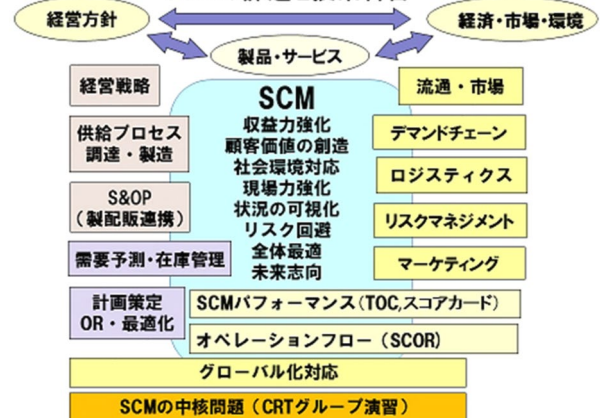 経営方針
経済・市場・環境
製品・サービス
経営戦略
供給プロセス
調達・製造
S&OP
（製配販連携）
需要予測・在庫管理
計画策定
OR・最適化
SCM
収益力強化
顧客価値の創造
社会環境対応
現場力強化
状況の可視化
リスク回避
全体最適
未来志向
流通・市場
デマンドチェーン
ロジスティクス
リスクマネジメント
マーケティング
SCMパフォーマンス（TOC,スコアカード）
オペレーションフロー（SCOR)
グローバル化対応
SCMの中核問題（CRTグループ演習）